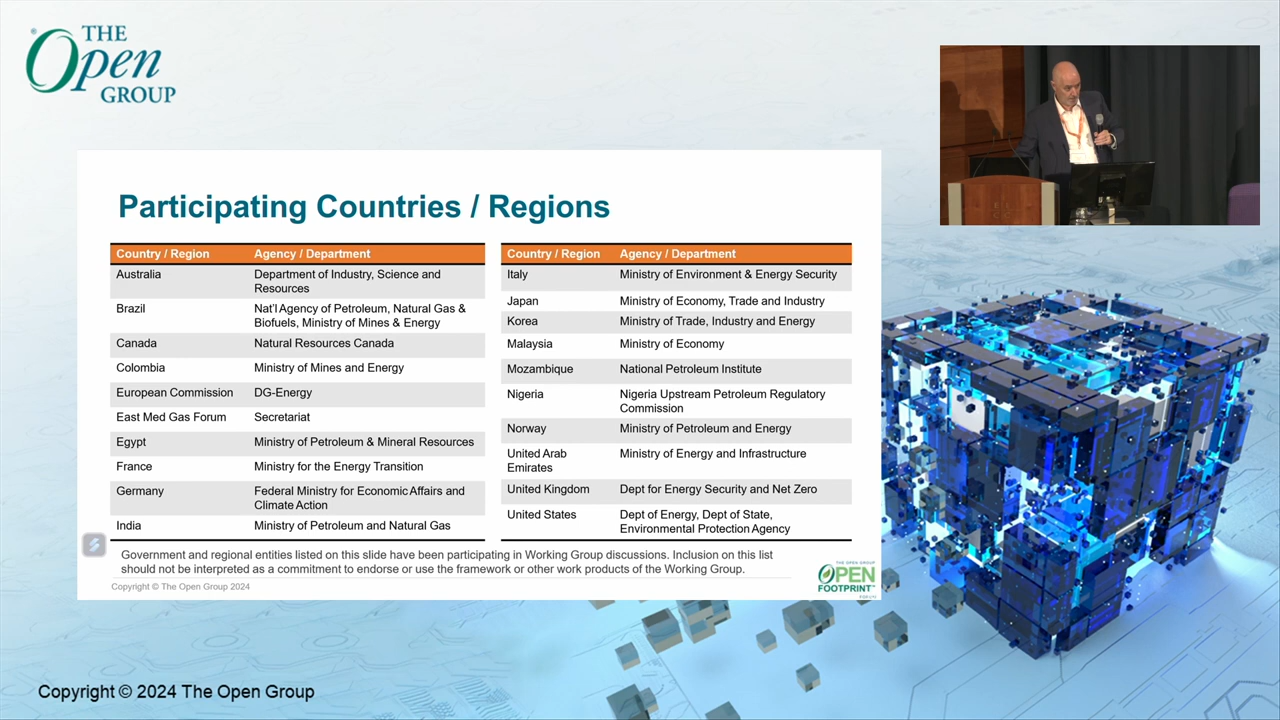 THE
Open
GROUP
Participating Countries / Regions
Country / Region Agency / Department
Australia Department of Industry, Science and
Resources
Brazil Nat'l Agency of Petroleum, Natural Gas &
Biofuels, Ministry of Mines & Energy
Canada Natural Resources Canada
Colombia Ministry of Mines and Energy
European Commission DG-Energy
East Med Gas Forum Secretariat
Egypt Ministry of Petroleum & Mineral Resources
France Ministry for the Energy Transition
Germany Federal Ministry for Economic Affairs and
Climate Action
India Ministry of Petroleum and Natural Gas
Country / Region Agency / Department
Italy Ministry of Environment & Energy Security
Japan Ministry of Economy, Trade and Industry
Korea Ministry of Trade, Industry and Energy
Malaysia Ministry of Economy
Mozambique National Petroleum Institute
Nigeria Nigeria Upstream Petroleum Regulatory
Commission
Norway Ministry of Petroleum and Energy
United Arab Ministry of Energy and Infrastructure
Emirates
United Kingdom Dept for Energy Security and Net Zero
United States Dept of Energy, Dept of State,
Environmental Protection Agency
Government and regional entities listed on this slide have been participating in Working Group discussions. Inclusion on this list
should not be interpreted as a commitment to endorse or use the framework or other work products of the Working Group.
Copyright © The Open Group 2024
THE OPEN GROUP
OPEN
FOOTPRINT™
FORUM
Copyright © 2024 The Open Group